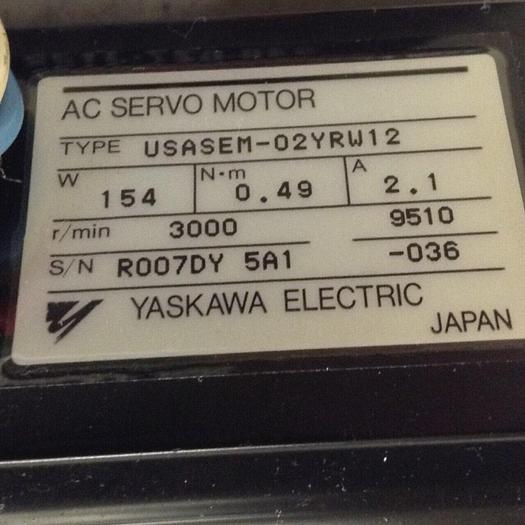 AC SERVO MOTOR
TYPE USASEM-02YRW12
W 154 N·m 0.49 A 2.1
r/min 3000 9510
S/N R007DY 5A1 -036
YASKAWA ELECTRIC
JAPAN